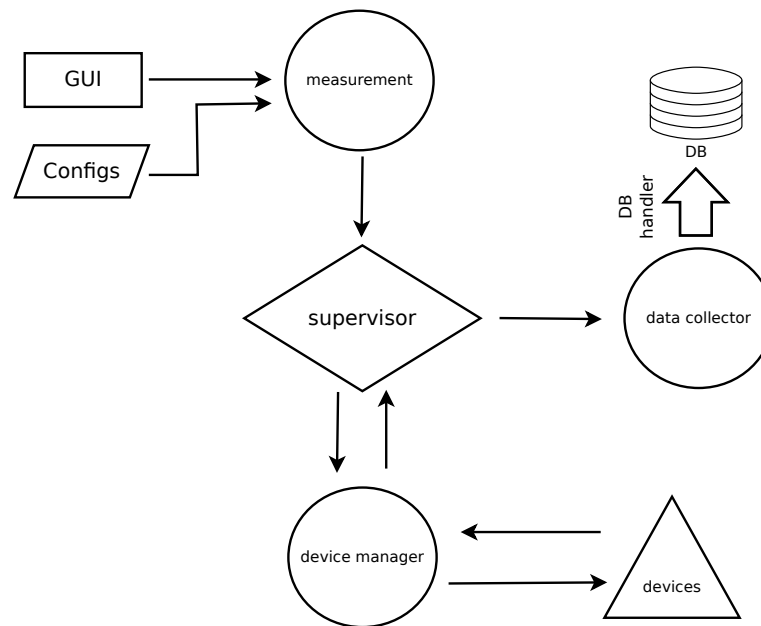 GUI
measurement
Configs
DB
DB
handler
supervisor
data collector
device manager
devices